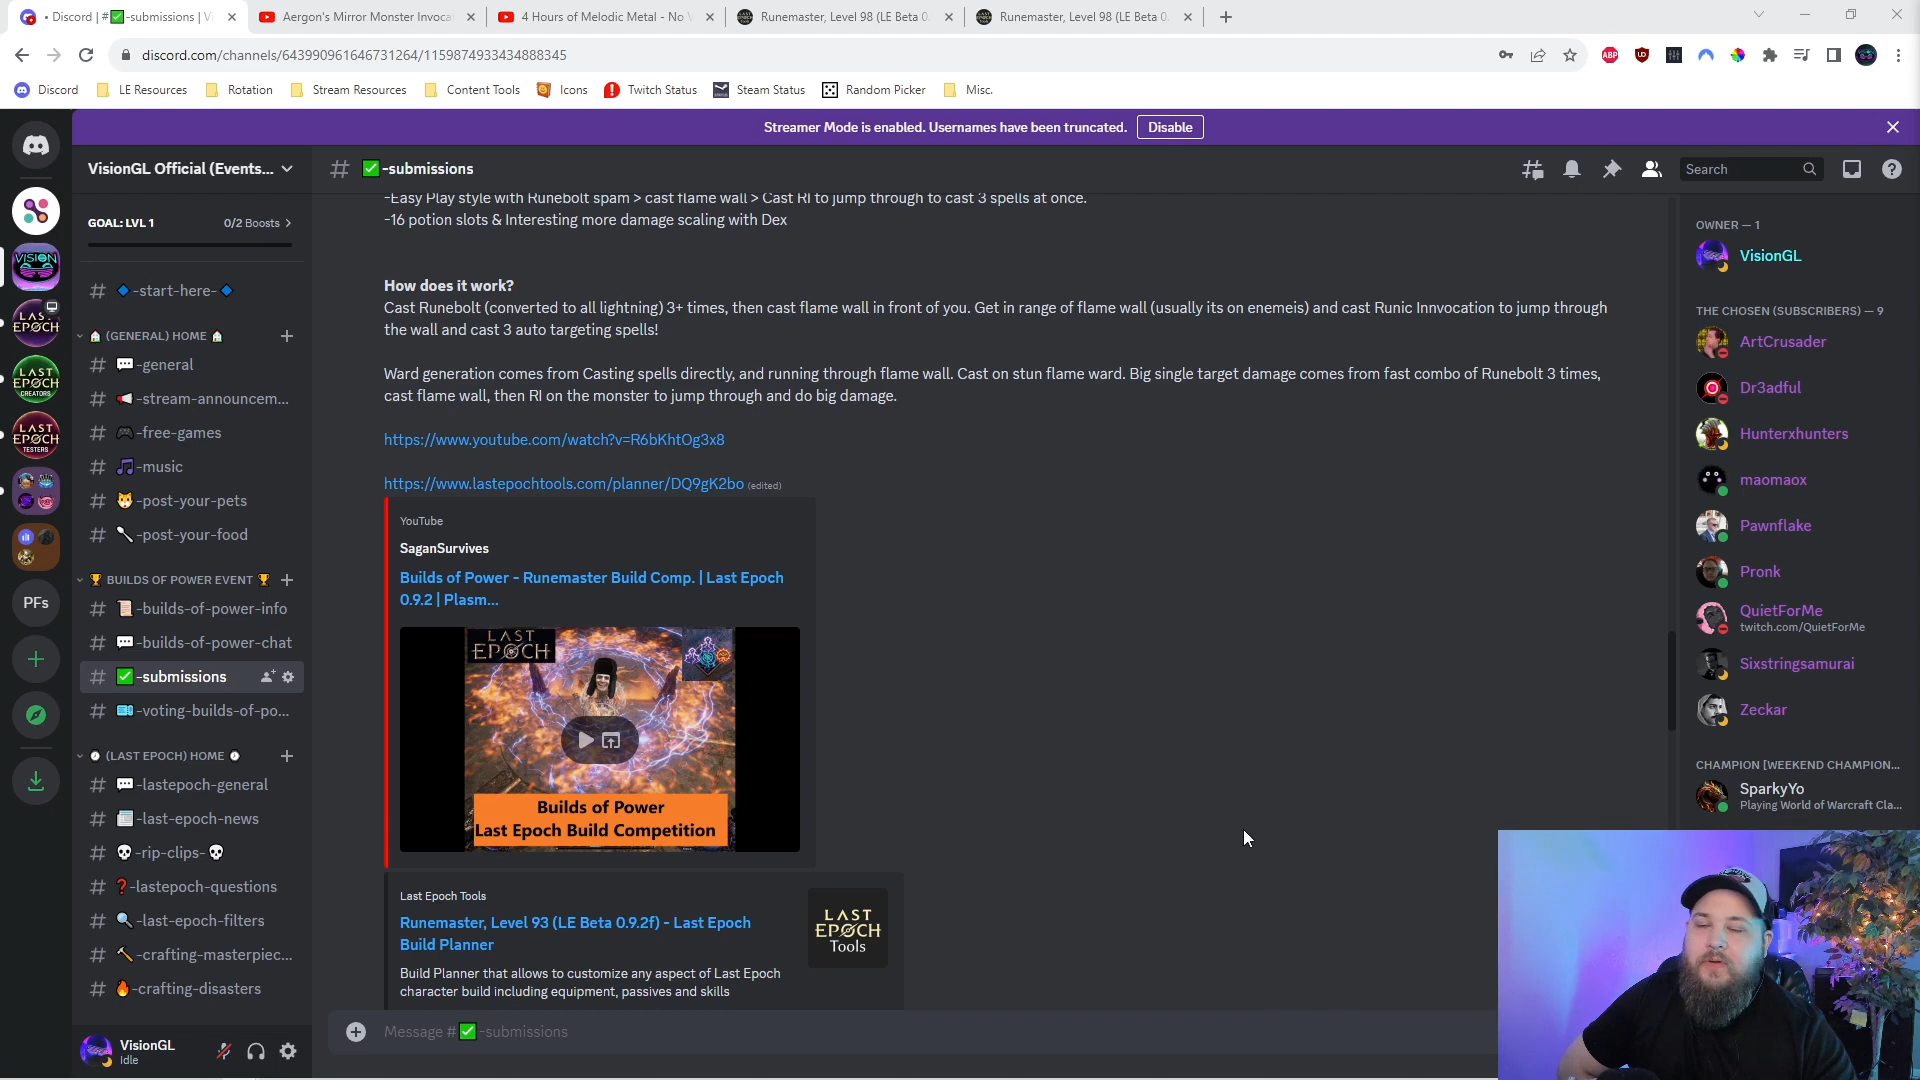 • Discord | #✅-submissions | Vi
Aergon's Mirror Monster Invoca
4 Hours of Melodic Metal - No V
Runemaster, Level 98 (LE Beta 0.
Runemaster, Level 98 (LE Beta 0.
discord.com/channels/643990961646731264/1159874933434888345
Discord
LE Resources
Rotation
Stream Resources
Content Tools
Icons
Twitch Status
Steam Status
Random Picker
Misc.
Streamer Mode is enabled. Usernames have been truncated.
Disable
VisionGL Official (Events...
GOAL: LVL 1
0/2 Boosts >
# 🔷-start-here-🔷
🏠 (GENERAL) HOME 🏠
# 💬-general
# 📢-stream-announcem...
# 🎮-free-games
# 🎵-music
# 🐱-post-your-pets
# 🥄-post-your-food
🏆 BUILDS OF POWER EVENT 🏆
# 📜-builds-of-power-info
# 💬-builds-of-power-chat
# ✅-submissions
# 🎟️-voting-builds-of-po...
(LAST EPOCH) HOME
# 💬-lastepoch-general
# -last-epoch-news
# 💀-rip-clips-💀
# ❓-lastepoch-questions
# 🔍-last-epoch-filters
# 🔨-crafting-masterpiec...
# 🔥-crafting-disasters
VISION
LAST EPOCH
LAST EPOCH CREATORS
LAST EPOCH TESTERS
PFs
VisionGL
Idle
# ✅-submissions
Search
-Easy Play style with Runebolt spam > cast flame wall > Cast RI to jump through to cast 3 spells at once.
-16 potion slots & Interesting more damage scaling with Dex
How does it work?
Cast Runebolt (converted to all lightning) 3+ times, then cast flame wall in front of you. Get in range of flame wall (usually its on enemeis) and cast Runic Innvocation to jump through
the wall and cast 3 auto targeting spells!
Ward generation comes from Casting spells directly, and running through flame wall. Cast on stun flame ward. Big single target damage comes from fast combo of Runebolt 3 times,
cast flame wall, then RI on the monster to jump through and do big damage.
https://www.youtube.com/watch?v=R6bKhtOg3x8
https://www.lastepochtools.com/planner/DQ9gK2bo (edited)
YouTube
SaganSurvives
Builds of Power - Runemaster Build Comp. | Last Epoch
0.9.2 | Plasm...
LAST
EPOCH
Builds of Power
Last Epoch Build Competition
Last Epoch Tools
Runemaster, Level 93 (LE Beta 0.9.2f) - Last Epoch
Build Planner
Build Planner that allows to customize any aspect of Last Epoch
character build including equipment, passives and skills
LAST
EPOCH
Tools
Message #✅-submissions
OWNER — 1
VisionGL
THE CHOSEN (SUBSCRIBERS) — 9
ArtCrusader
Dr3adful
Hunterxhunters
maomaox
Pawnflake
Pronk
QuietForMe
twitch.com/QuietForMe
Sixstringsamurai
Zeckar
CHAMPION [WEEKEND CHAMPION...
SparkyYo
Playing World of Warcraft Cla...